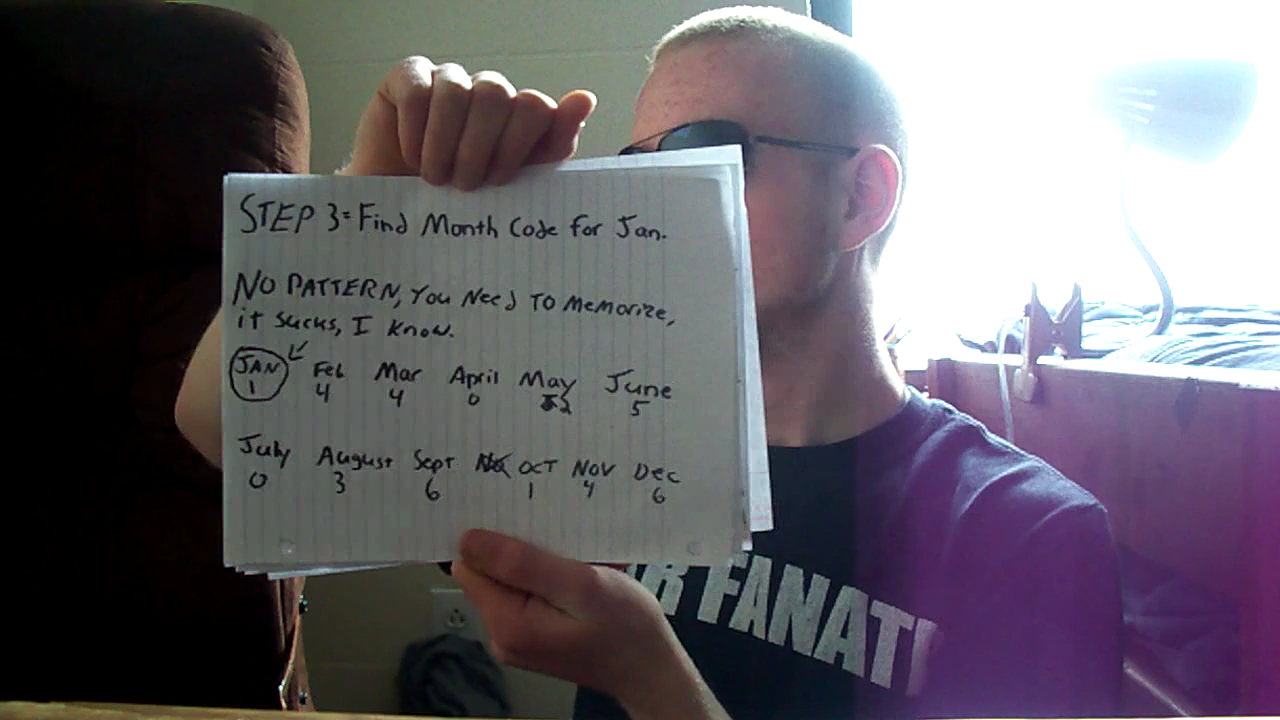 STEP 3= Find Month Code for Jan.
NO PATTERN, You Need TO Memorize,
it sucks, I know.
JAN Feb Mar April May June
1 4 4 0 2 5
July August Sept OCT NOV Dec
0 3 6 1 4 6
FANATI